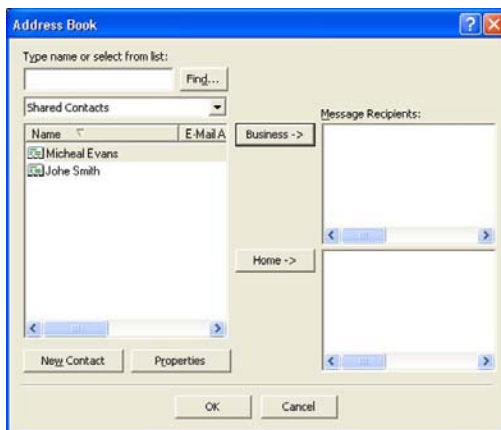 Address Book
Type name or select from list:
Find...
Shared Contacts
Name E-Mail A
Micheal Evans
Johe Smith
Business ->
Message Recipients:
Home ->
New Contact Properties
OK Cancel